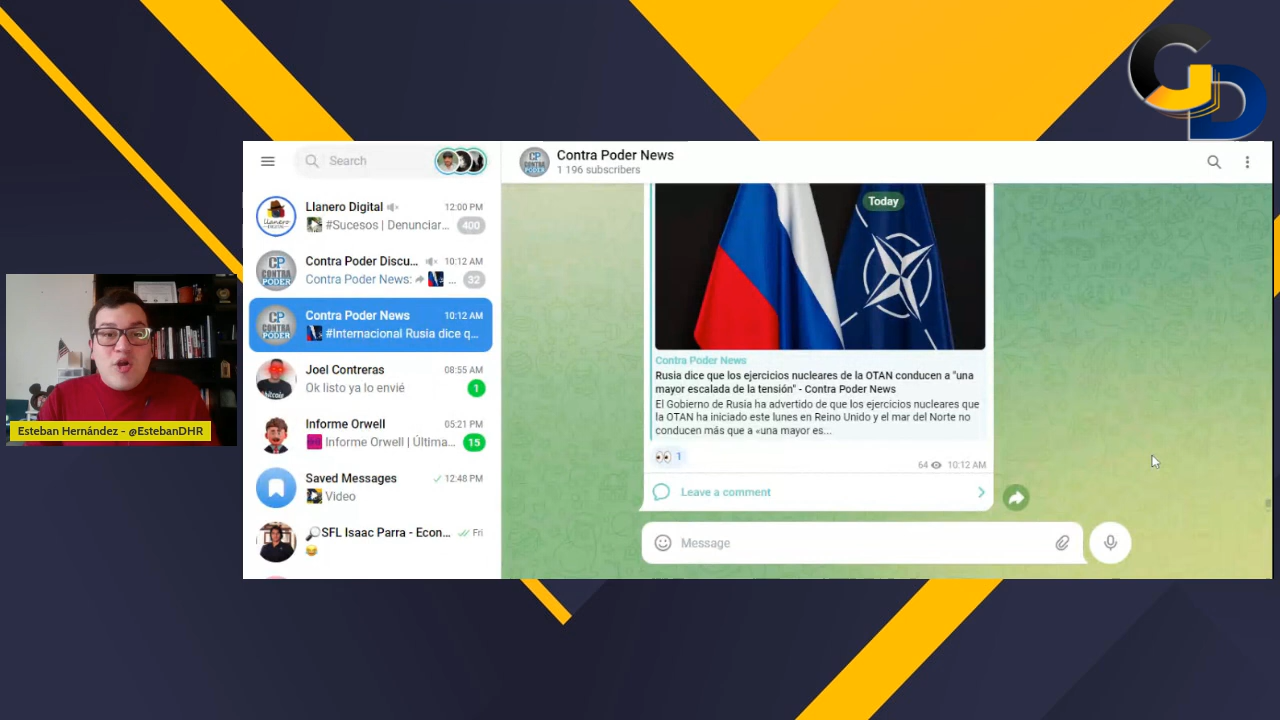 GD
Search
Llanero Digital
12:00 PM
#Sucesos | Denunciar...
400
Contra Poder Discu...
10:12 AM
Contra Poder News:
...
32
Contra Poder News
10:12 AM
#Internacional Rusia dice q...
Joel Contreras
08:55 AM
Ok listo ya lo envié
1
Informe Orwell
05:21 PM
Informe Orwell | Última...
15
Saved Messages
12:48 PM
Video
SFL Isaac Parra - Econ...
Fri
CP
CONTRA
PODER
Contra Poder News
1 196 subscribers
Today
Contra Poder News
Rusia dice que los ejercicios nucleares de la OTAN conducen a "una
mayor escalada de la tensión" - Contra Poder News
El Gobierno de Rusia ha advertido de que los ejercicios nucleares que
la OTAN ha iniciado este lunes en Reino Unido y el mar del Norte no
conducen más que a «una mayor es...
1
64
10:12 AM
Leave a comment
Message
Esteban Hernández - @EstebanDHR